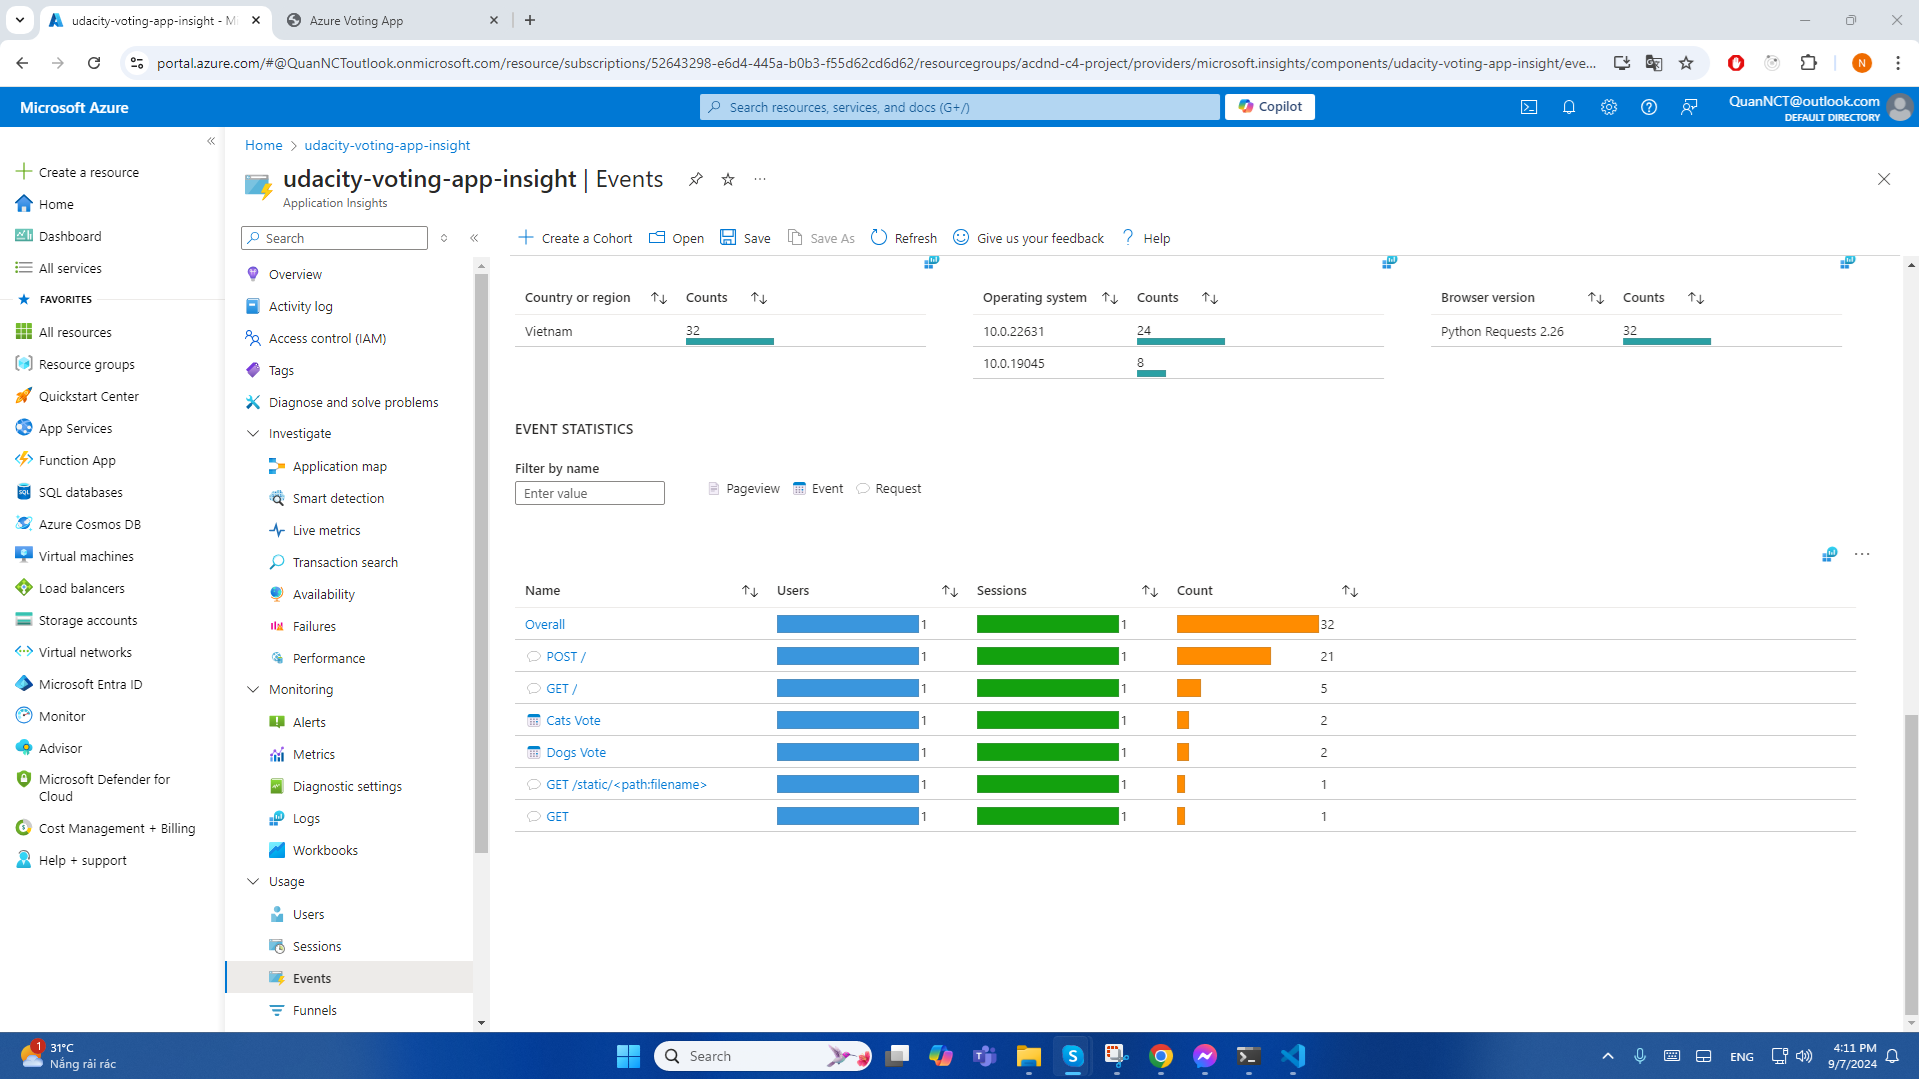 udacity-voting-app-insight - Mi
Azure Voting App
portal.azure.com/#@QuanNCToutlook.onmicrosoft.com/resource/subscriptions/52643298-e6d4-445a-b0b3-f55d62cd6d62/resourcegroups/acdnd-c4-project/providers/microsoft.insights/components/udacity-voting-app-insight/eve...
N
Microsoft Azure
Search resources, services, and docs (G+/)
Copilot
QuanNCT@outlook.com
DEFAULT DIRECTORY
Create a resource
Home
Dashboard
All services
FAVORITES
All resources
Resource groups
Quickstart Center
App Services
Function App
SQL databases
Azure Cosmos DB
Virtual machines
Load balancers
Storage accounts
Virtual networks
Microsoft Entra ID
Monitor
Advisor
Microsoft Defender for
Cloud
Cost Management + Billing
Help + support
Home > udacity-voting-app-insight
udacity-voting-app-insight | Events
Application Insights
Search
Overview
Activity log
Access control (IAM)
Tags
Diagnose and solve problems
Investigate
Application map
Smart detection
Live metrics
Transaction search
Availability
Failures
Performance
Monitoring
Alerts
Metrics
Diagnostic settings
Logs
Workbooks
Usage
Users
Sessions
Events
Funnels
Create a Cohort Open Save Save As Refresh Give us your feedback Help
Country or region Counts
Vietnam 32
Operating system Counts
10.0.22631 24
10.0.19045 8
Browser version Counts
Python Requests 2.26 32
EVENT STATISTICS
Filter by name
Enter value
Pageview Event Request
Name Users Sessions Count
Overall 1 1 32
POST / 1 1 21
GET / 1 1 5
Cats Vote 1 1 2
Dogs Vote 1 1 2
GET /static/<path:filename> 1 1 1
GET 1 1 1
1
31°C
Nắng rải rác
Search
ENG
4:11 PM
9/7/2024